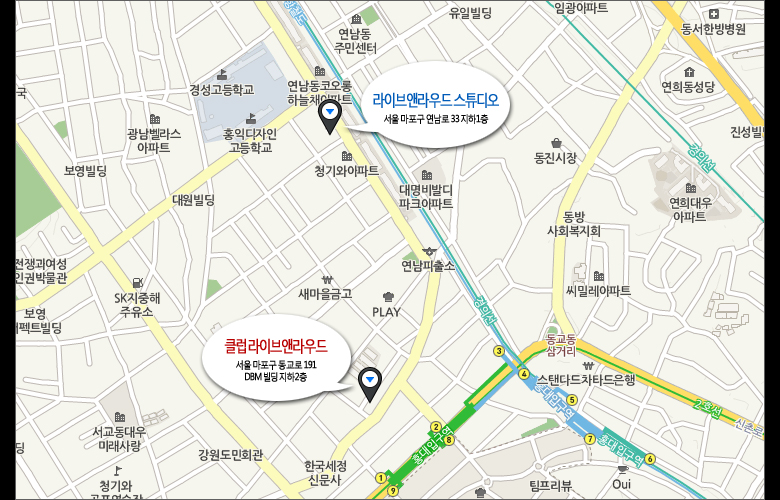 유일빌딩
임광아파트
동서한방병원
연남동
주민센터
경성고등학교
연남동코오롱
하늘채아파트
연희동성당
라이브앤라우드 스튜디오
서울 마포구 연남로 33 지하1층
국
광남벨라스
아파트
홍익디자인
고등학교
진성빌딩
경의선
보영빌딩
청기와아파트
동진시장
대명비발디
파크아파트
연희대우
아파트
대원빌딩
동방
사회복지회
전쟁과여성
인권박물관
연남파출소
SK지중해
주유소
새마을금고
씨밀레아파트
보영
퍼펙트빌딩
PLAY
경의선
클럽라이브앤라우드
서울 마포구 동교로 191
DBM 빌딩 지하2층
동교동
삼거리
3
4
스탠다드차타드은행
홍대입구역
5
2호선
신촌로
서교동대우
미래사랑
2
8
홍대입구역
7
홍대입구역
6
딩
강원도민회관
한국세정
신문사
1
9
청기와
팀프리뷰
Oui